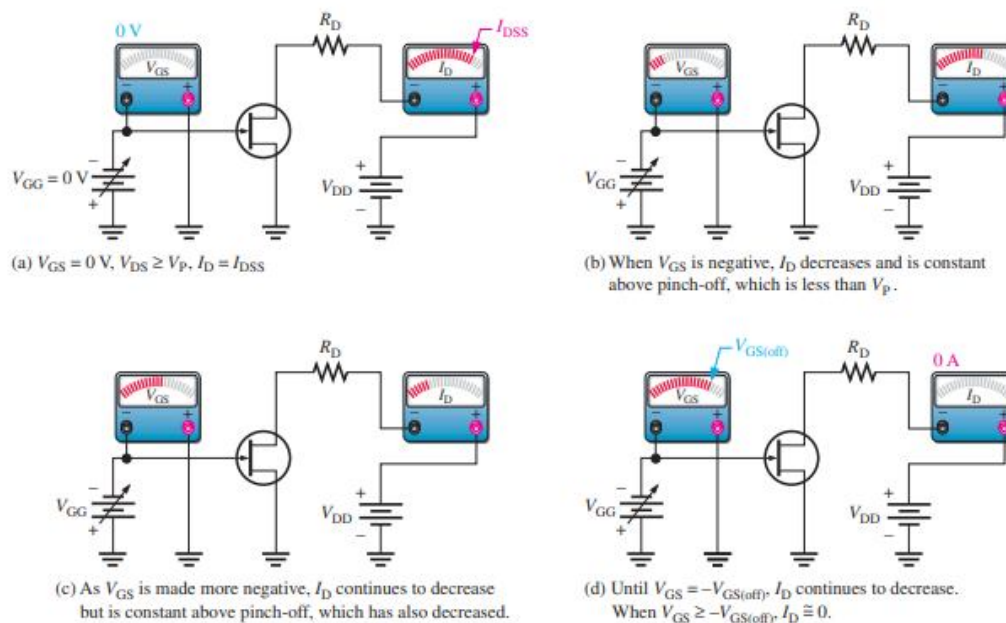 0 V
R_D
I_DSS
V_GS
I_D
− +
− +
V_GG = 0 V
−
+
V_DD
+
−
(a) V_GS = 0 V, V_DS ≥ V_P, I_D = I_DSS
R_D
V_GS
I_D
− +
− +
V_GG
−
+
V_DD
+
−
(b) When V_GS is negative, I_D decreases and is constant
above pinch-off, which is less than V_P.
R_D
V_GS
I_D
− +
− +
V_GG
−
+
V_DD
+
−
(c) As V_GS is made more negative, I_D continues to decrease
but is constant above pinch-off, which has also decreased.
V_GS(off)
R_D
0 A
V_GS
I_D
− +
− +
V_GG
−
+
V_DD
+
−
(d) Until V_GS = −V_GS(off), I_D continues to decrease.
When V_GS ≥ −V_GS(off), I_D ≅ 0.